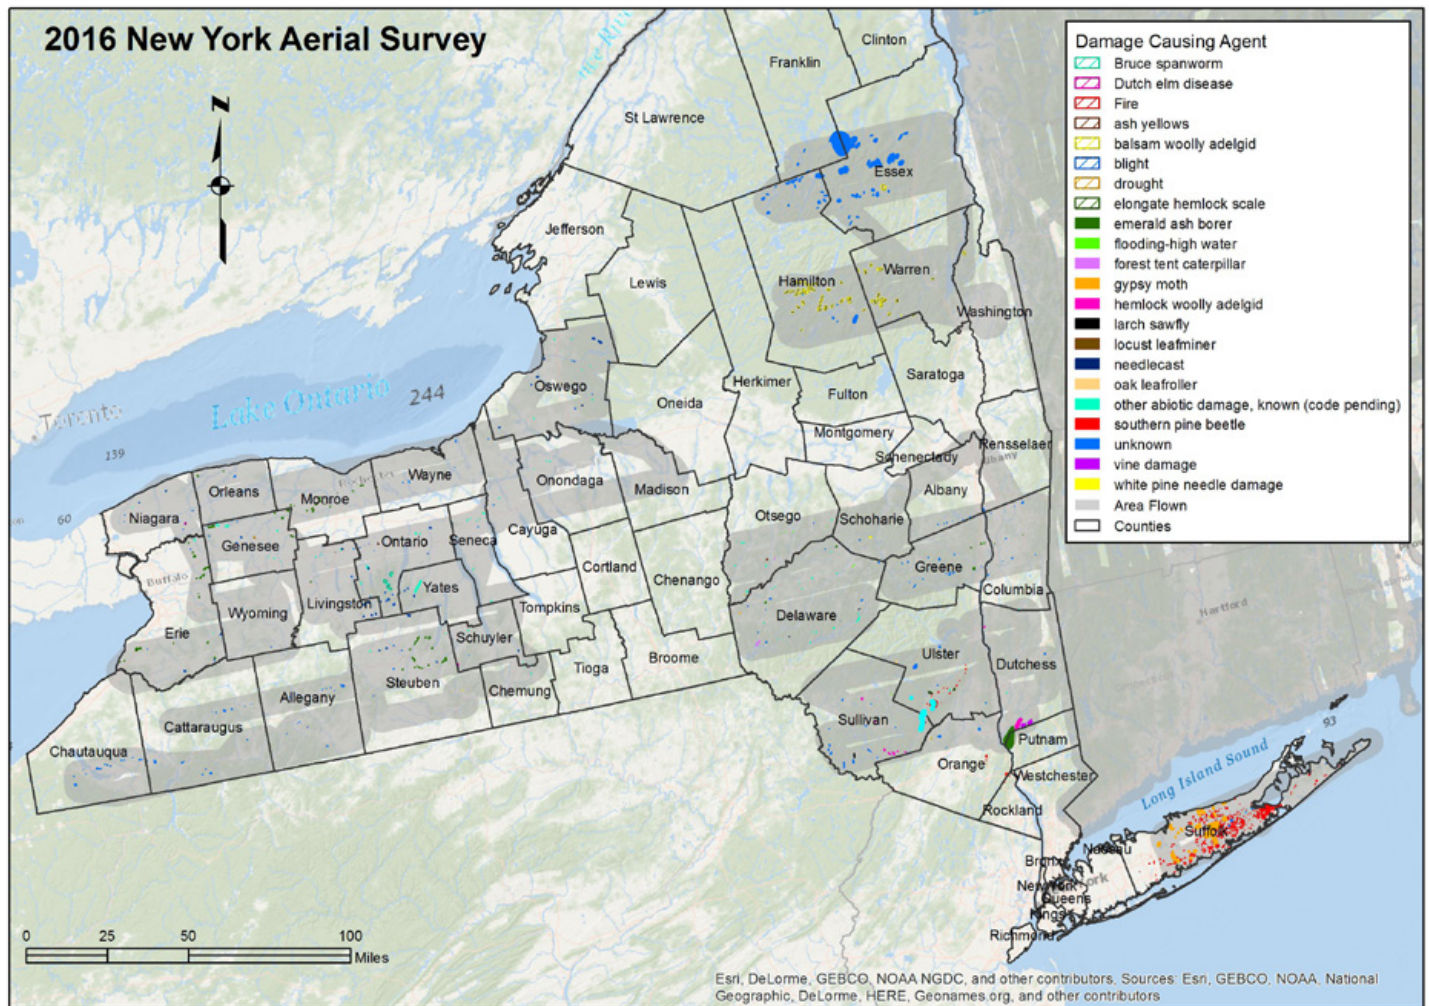 2016 New York Aerial Survey
N
Damage Causing Agent
Bruce spanworm
Dutch elm disease
Fire
ash yellows
balsam woolly adelgid
blight
drought
elongate hemlock scale
emerald ash borer
flooding-high water
forest tent caterpillar
gypsy moth
hemlock woolly adelgid
larch sawfly
locust leafminer
needlecast
oak leafroller
other abiotic damage, known (code pending)
southern pine beetle
unknown
vine damage
white pine needle damage
Area Flown
Counties
Clinton
Franklin
St Lawrence
Essex
Jefferson
Lewis
Hamilton
Warren
Washington
Oswego
Oneida
Herkimer
Fulton
Saratoga
Montgomery
Schenectady
Rensselaer
Albany
Lake Ontario
244
Toronto
139
60
Niagara
Orleans
Monroe
Wayne
Onondaga
Madison
Cayuga
Otsego
Schoharie
Albany
Genesee
Ontario
Seneca
Buffalo
Wyoming
Livingston
Yates
Cortland
Chenango
Greene
Columbia
Hartford
Tompkins
Delaware
Erie
Schuyler
Steuben
Chemung
Tioga
Broome
Ulster
Dutchess
Allegany
Cattaraugus
Chautauqua
Sullivan
Putnam
Orange
Westchester
Rockland
93
Long Island Sound
Suffolk
Nassau
Bronx
New York
Queens
Kings
Richmond
0 25 50 100
Miles
Esri, DeLorme, GEBCO, NOAA NGDC, and other contributors, Sources: Esri, GEBCO, NOAA, National
Geographic, DeLorme, HERE, Geonames.org, and other contributors